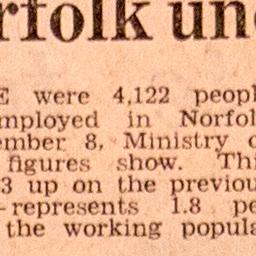 rfolk un
E were 4,122 peopl
mployed in Norfol
ember 8, Ministry o
figures show. Thi
3 up on the previou
-represents 1.8 pe
the working popula